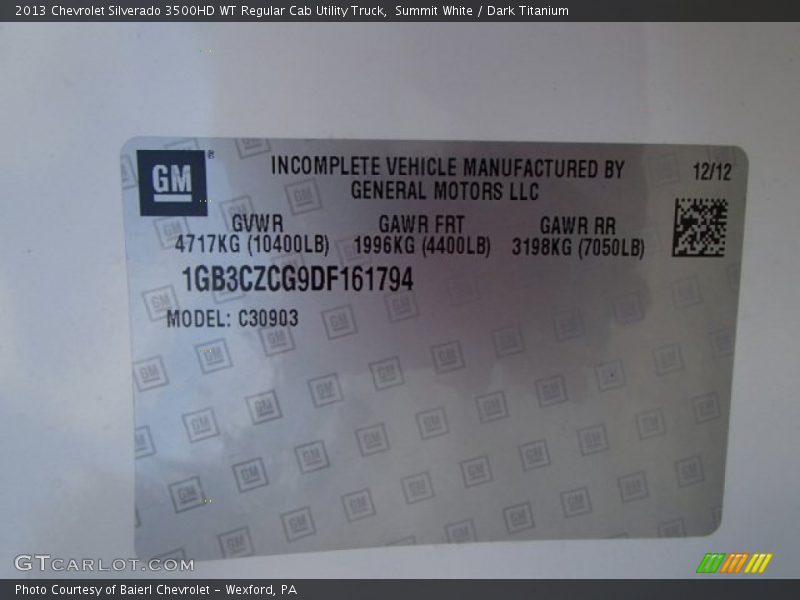 2013 Chevrolet Silverado 3500HD WT Regular Cab Utility Truck,  Summit White / Dark Titanium
GM ®
INCOMPLETE VEHICLE MANUFACTURED BY 12/12
GENERAL MOTORS LLC
GVWR GAWR FRT GAWR RR
4717KG (10400LB) 1996KG (4400LB) 3198KG (7050LB)
1GB3CZCG9DF161794
MODEL: C30903
GTCARLOT.COM
Photo Courtesy of Baierl Chevrolet - Wexford, PA